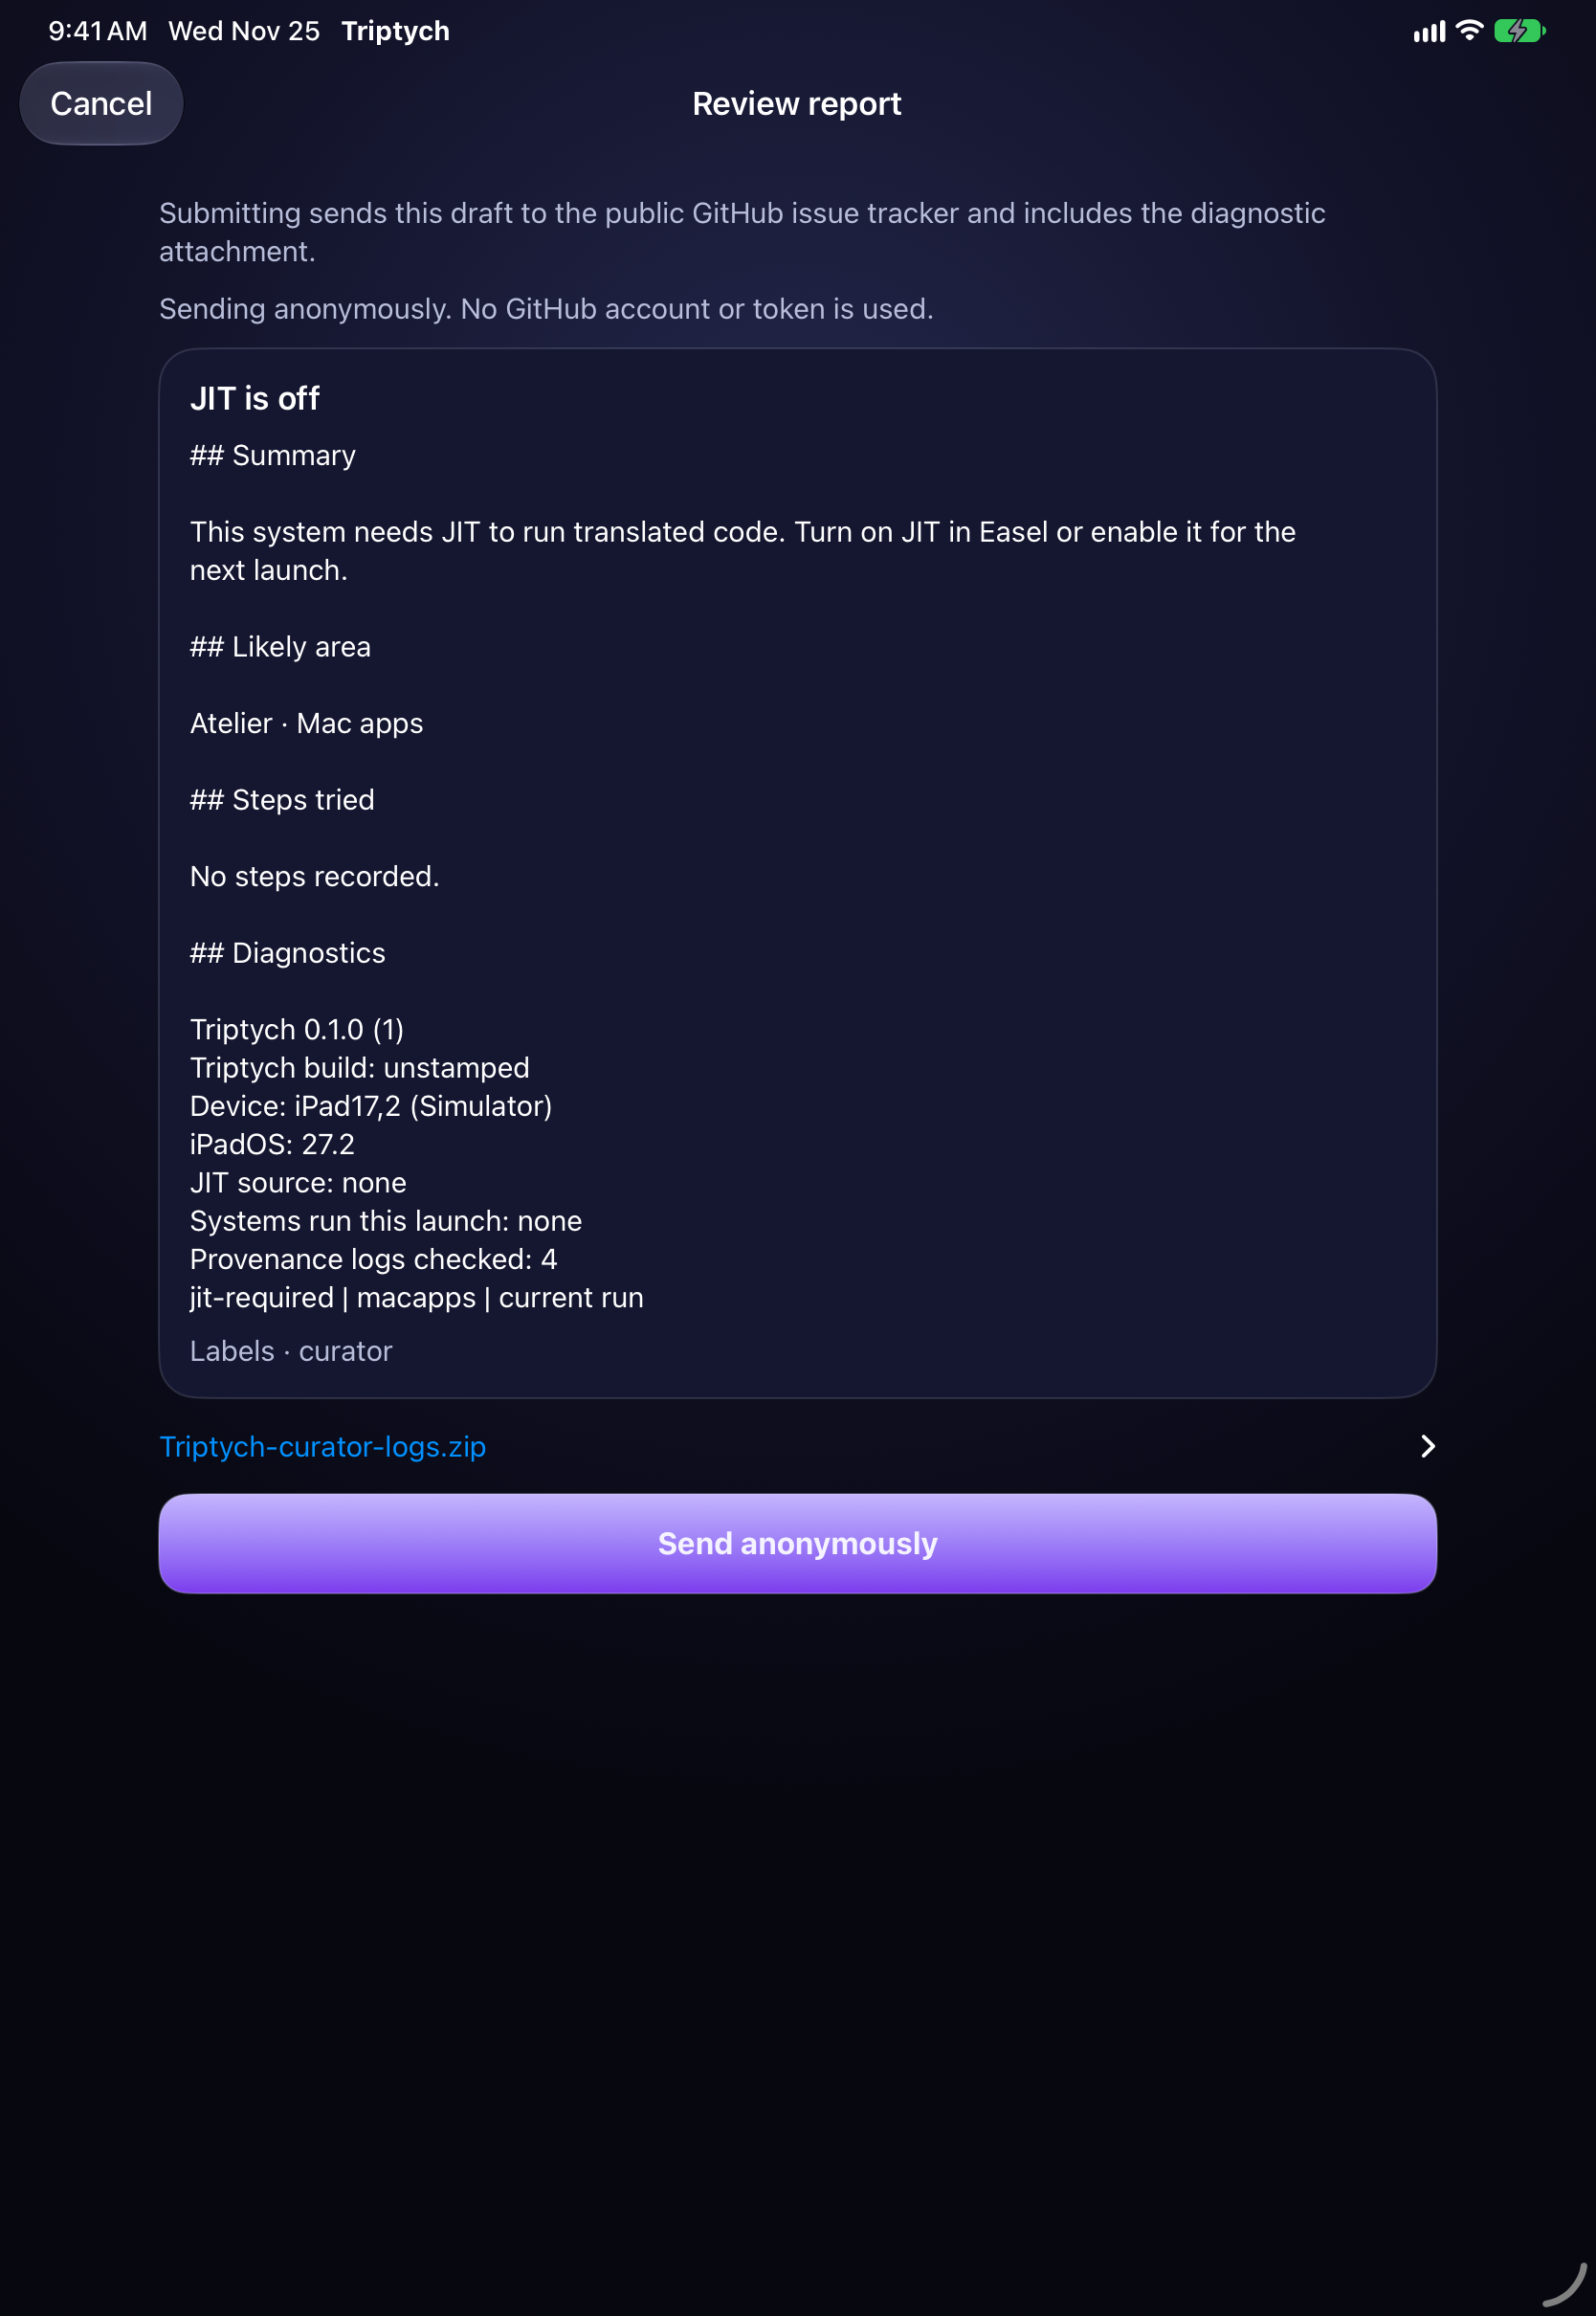 9:41 AM Wed Nov 25 Triptych
Cancel
Review report
Submitting sends this draft to the public GitHub issue tracker and includes the diagnostic
attachment.
Sending anonymously. No GitHub account or token is used.
JIT is off
## Summary
This system needs JIT to run translated code. Turn on JIT in Easel or enable it for the
next launch.
## Likely area
Atelier · Mac apps
## Steps tried
No steps recorded.
## Diagnostics
Triptych 0.1.0 (1)
Triptych build: unstamped
Device: iPad17,2 (Simulator)
iPadOS: 27.2
JIT source: none
Systems run this launch: none
Provenance logs checked: 4
jit-required | macapps | current run
Labels · curator
Triptych-curator-logs.zip
Send anonymously